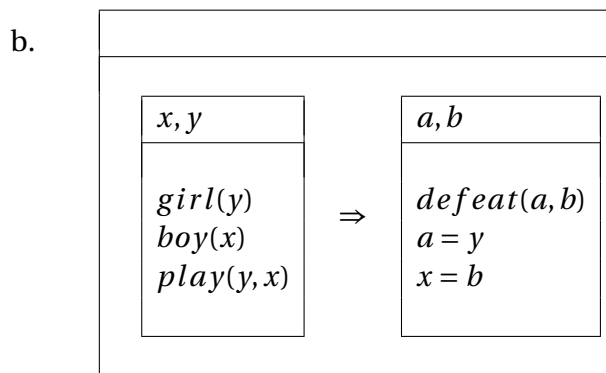 b.
x, y
a, b
girl(y)
boy(x)
play(y, x)
⇒
defeat(a, b)
a = y
x = b